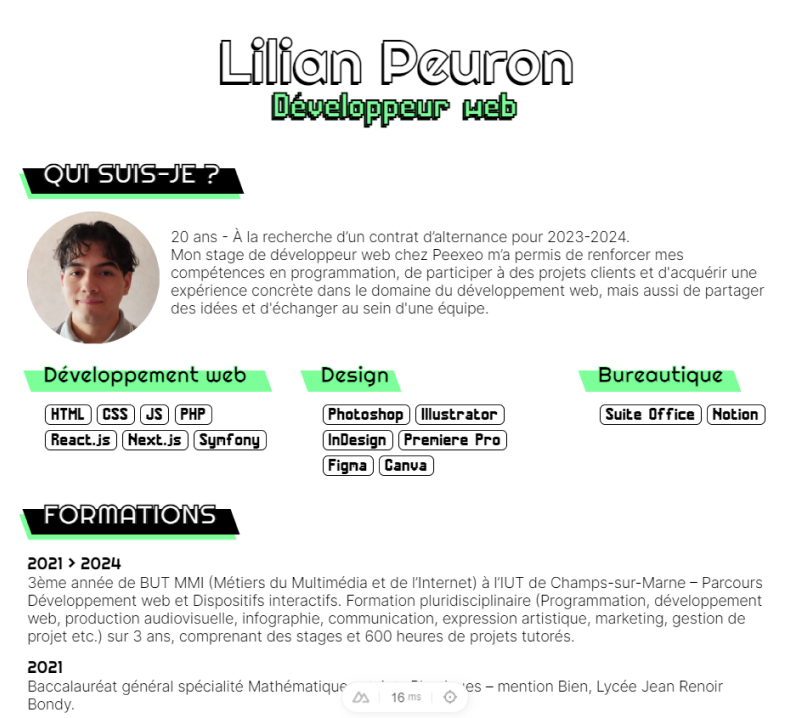 Lilian Peuron
Développeur web
QUI SUIS-JE ?
20 ans - À la recherche d'un contrat d'alternance pour 2023-2024.
Mon stage de développeur web chez Peexeo m'a permis de renforcer mes
compétences en programmation, de participer à des projets clients et d'acquérir une
expérience concrète dans le domaine du développement web, mais aussi de partager
des idées et d'échanger au sein d'une équipe.
Développement web
HTML CSS JS PHP
React.js Next.js Symfony
Design
Photoshop Illustrator
InDesign Premiere Pro
Figma Canva
Bureautique
Suite Office Notion
FORMATIONS
2021 > 2024
3ème année de BUT MMI (Métiers du Multimédia et de l'Internet) à l'IUT de Champs-sur-Marne – Parcours
Développement web et Dispositifs interactifs. Formation pluridisciplinaire (Programmation, développement
web, production audiovisuelle, infographie, communication, expression artistique, marketing, gestion de
projet etc.) sur 3 ans, comprenant des stages et 600 heures de projets tutorés.
2021
Baccalauréat général spécialité – mention Bien, Lycée Jean Renoir
Bondy.
16 ms